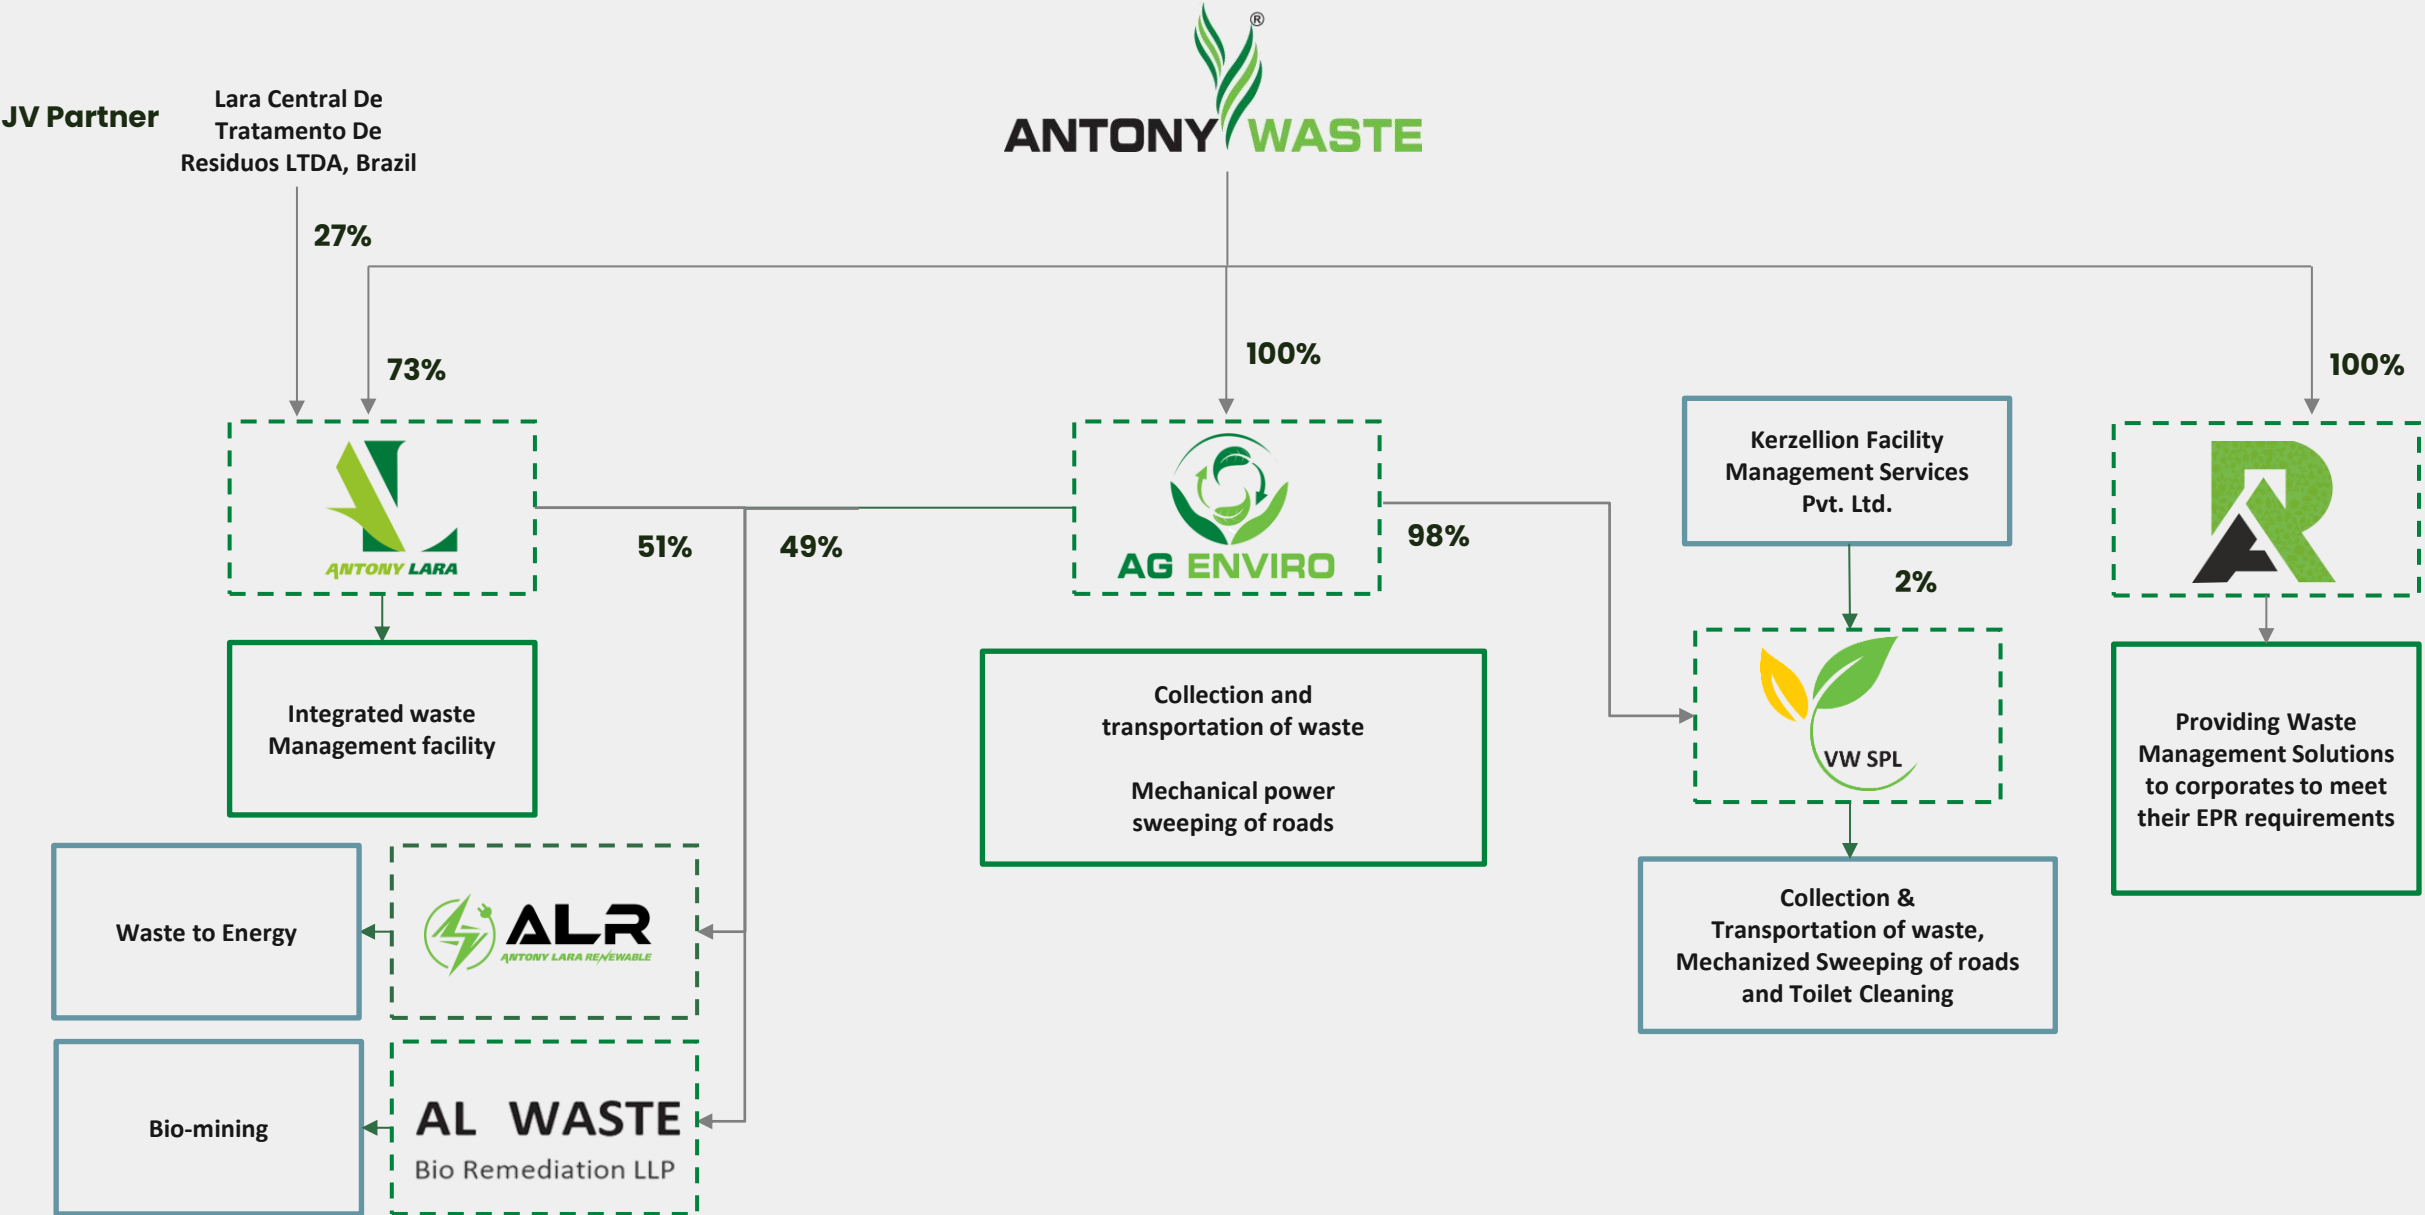 ®
ANTONY WASTE
JV Partner
Lara Central De
Tratamento De
Residuos LTDA, Brazil
27%
73%
100%
100%
ANTONY LARA
51%
49%
AG ENVIRO
98%
Kerzellion Facility
Management Services
Pvt. Ltd.
2%
AR
Integrated waste
Management facility
Collection and
transportation of waste
Mechanical power
sweeping of roads
VW SPL
Providing Waste
Management Solutions
to corporates to meet
their EPR requirements
Waste to Energy
ALR
ANTONY LARA RENEWABLE
Collection &
Transportation of waste,
Mechanized Sweeping of roads
and Toilet Cleaning
Bio-mining
AL WASTE
Bio Remediation LLP